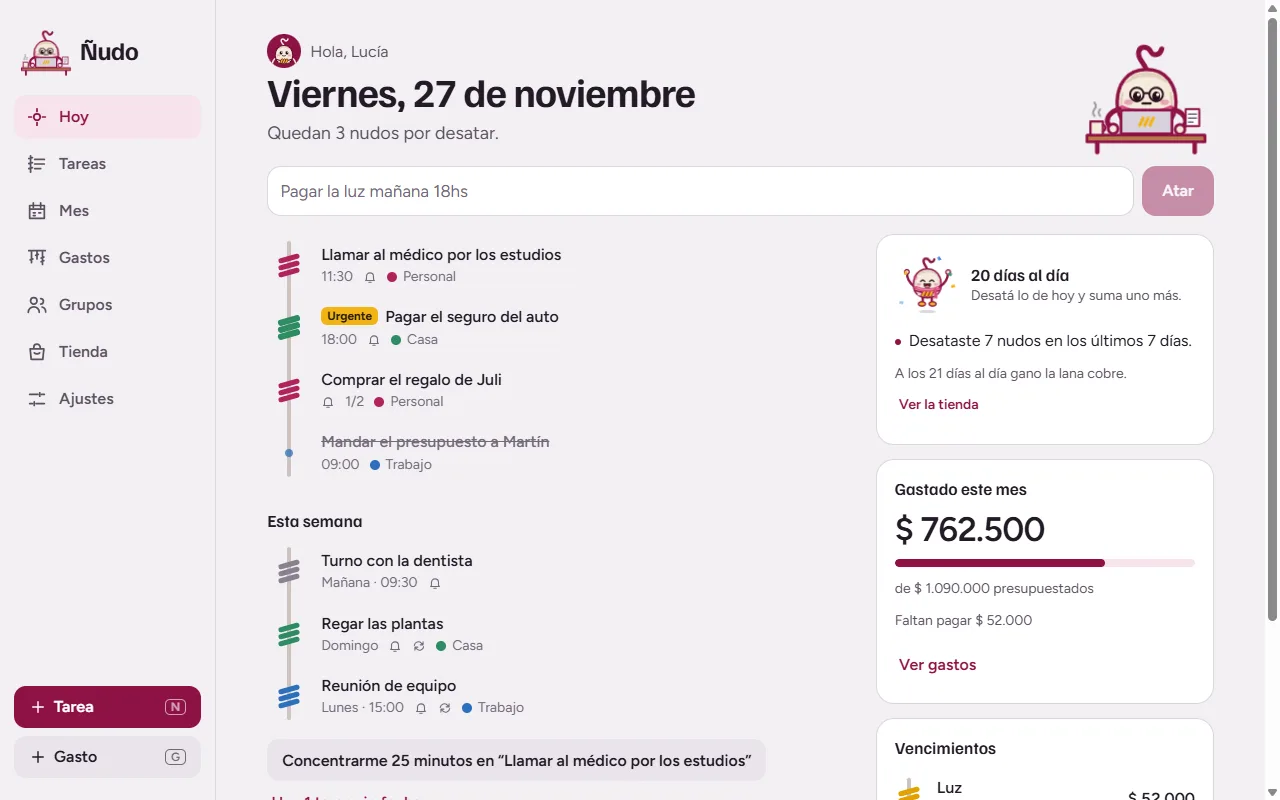 Ñudo
Hoy
Tareas
Mes
Gastos
Grupos
Tienda
Ajustes
+ Tarea N
+ Gasto G
Hola, Lucía
Viernes, 27 de noviembre
Quedan 3 nudos por desatar.
Pagar la luz mañana 18hs
Atar
Llamar al médico por los estudios
11:30 Personal
Urgente Pagar el seguro del auto
18:00 Casa
Comprar el regalo de Juli
1/2 Personal
Mandar el presupuesto a Martín
09:00 Trabajo
Esta semana
Turno con la dentista
Mañana · 09:30
Regar las plantas
Domingo Casa
Reunión de equipo
Lunes · 15:00 Trabajo
Concentrarme 25 minutos en “Llamar al médico por los estudios”
20 días al día
Desatá lo de hoy y suma uno más.
Desataste 7 nudos en los últimos 7 días.
A los 21 días al día gano la lana cobre.
Ver la tienda
Gastado este mes
$ 762.500
de $ 1.090.000 presupuestados
Faltan pagar $ 52.000
Ver gastos
Vencimientos
Luz
$ 52.000